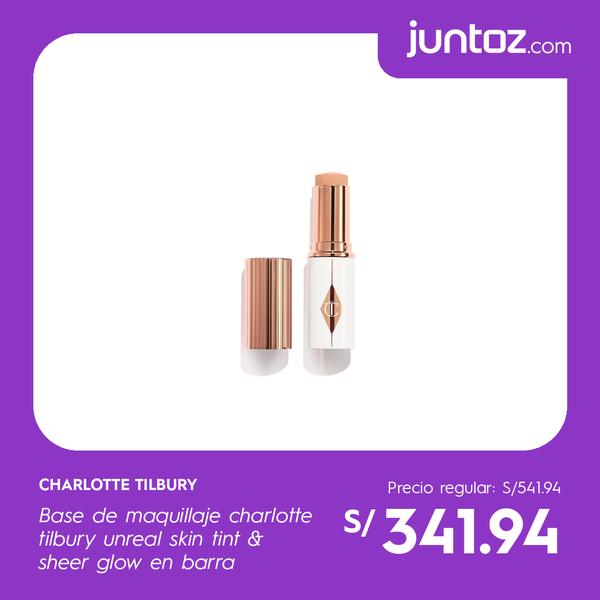 juntoz.com
CHARLOTTE TILBURY
Base de maquillaje charlotte
tilbury unreal skin tint &
sheer glow en barra
Precio regular: S/541.94
S/341.94